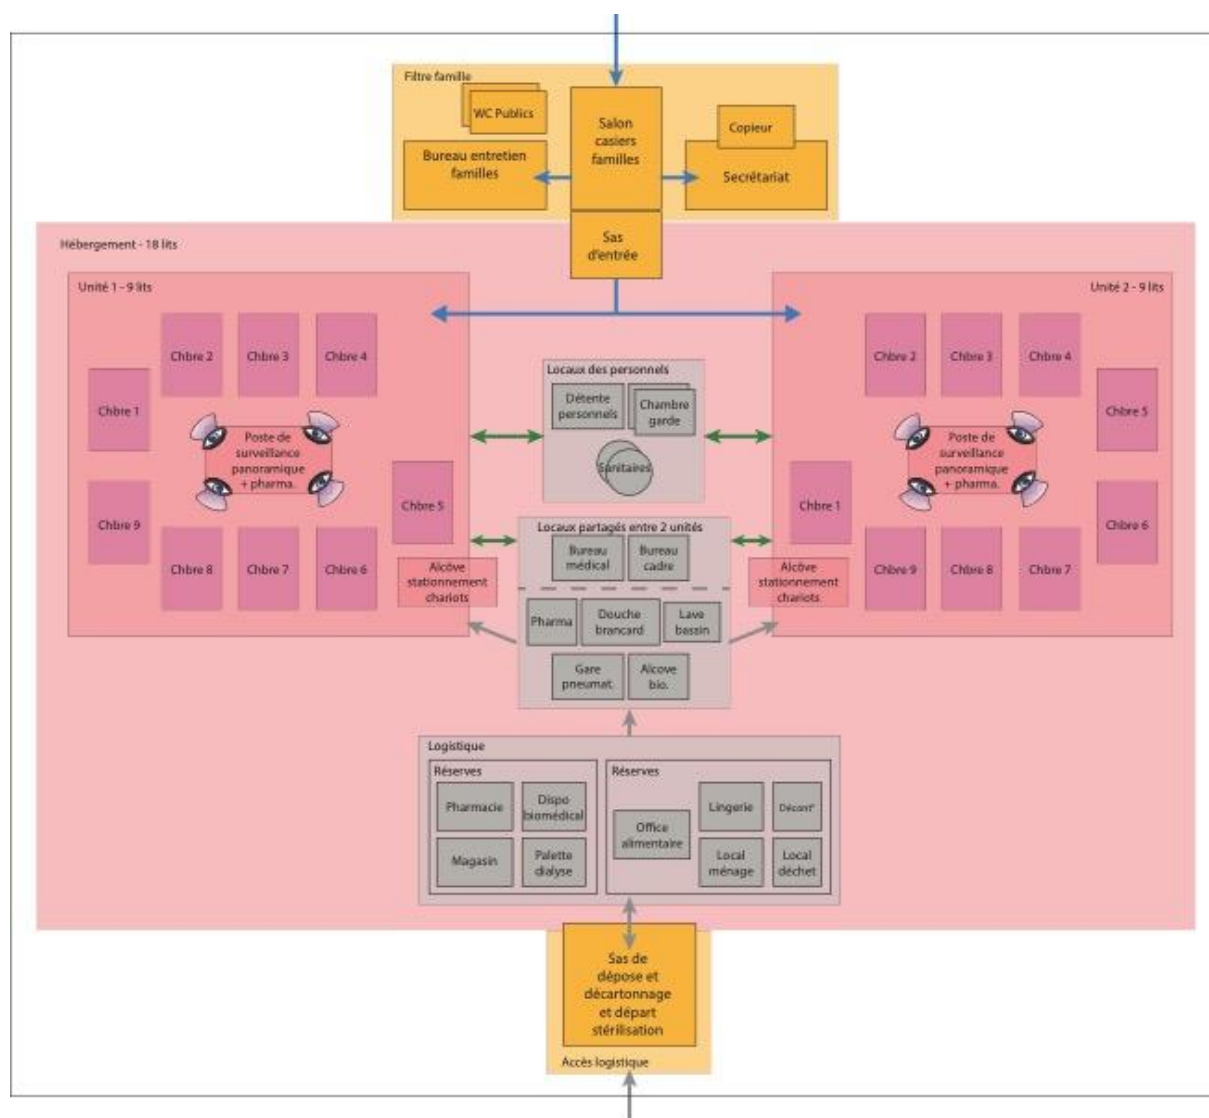 Filtre famille
WC Publics
Salon
casiers
familles
Copieur
Bureau entretien
familles
Secrétariat
Sas
d'entrée
Hébergement - 18 lits
Unité 1 - 9 lits
Chbre 2
Chbre 3
Chbre 4
Chbre 1
Poste de
surveillance
panoramique
+ pharma.
Chbre 9
Chbre 5
Chbre 8
Chbre 7
Chbre 6
Alcôve
stationnement
chariots
Locaux des personnels
Détente
personnels
Chambre
garde
Sanitaires
Locaux partagés entre 2 unités
Bureau
médical
Bureau
cadre
Pharma
Douche
brancard
Lave
bassin
Gare
pneumat.
Alcove
bio.
Unité 2 - 9 lits
Chbre 2
Chbre 3
Chbre 4
Chbre 5
Poste de
surveillance
panoramique
+ pharma.
Chbre 1
Chbre 6
Alcôve
stationnement
chariots
Chbre 9
Chbre 8
Chbre 7
Logistique
Réserves
Pharmacie
Dispo
biomédical
Magasin
Palette
dialyse
Réserves
Office
alimentaire
Lingerie
Décont°
Local
ménage
Local
déchet
Sas de
dépose et
décartonnage
et départ
stérilisation
Accès logistique